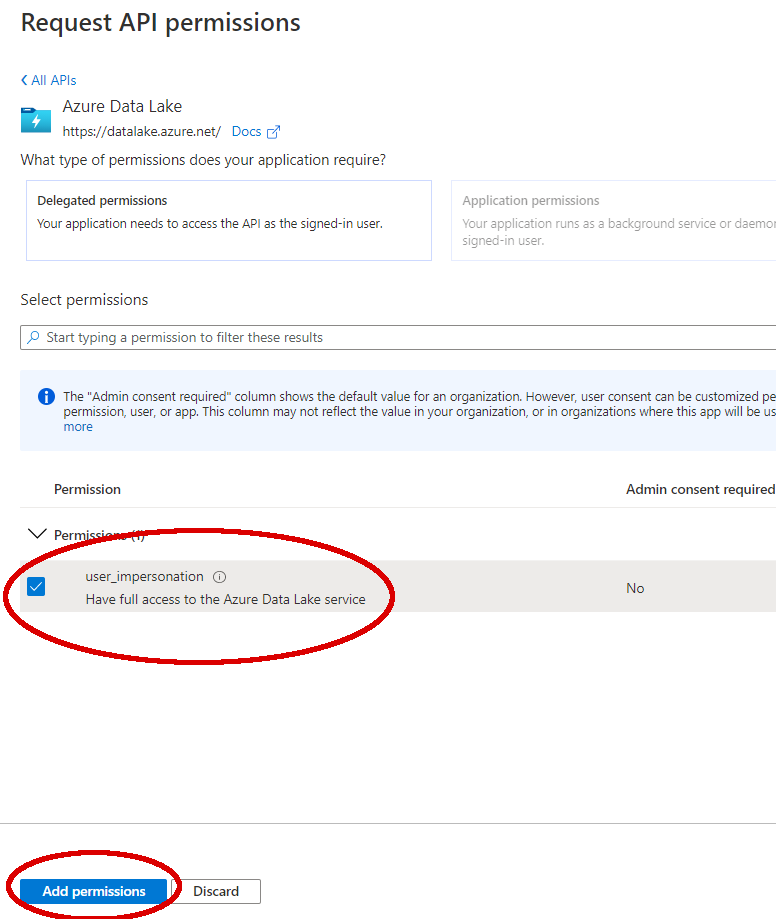 Request API permissions
All APIs
Azure Data Lake
https://datalake.azure.net/ Docs
What type of permissions does your application require?
Delegated permissions
Your application needs to access the API as the signed-in user.
Application permissions
Your application runs as a background service or daemon
signed-in user.
Select permissions
Start typing a permission to filter these results
The "Admin consent required" column shows the default value for an organization. However, user consent can be customized pe
permission, user, or app. This column may not reflect the value in your organization, or in organizations where this app will be us
more
Permission Admin consent required
Permissions (1)
user_impersonation
Have full access to the Azure Data Lake service
No
Add permissions Discard